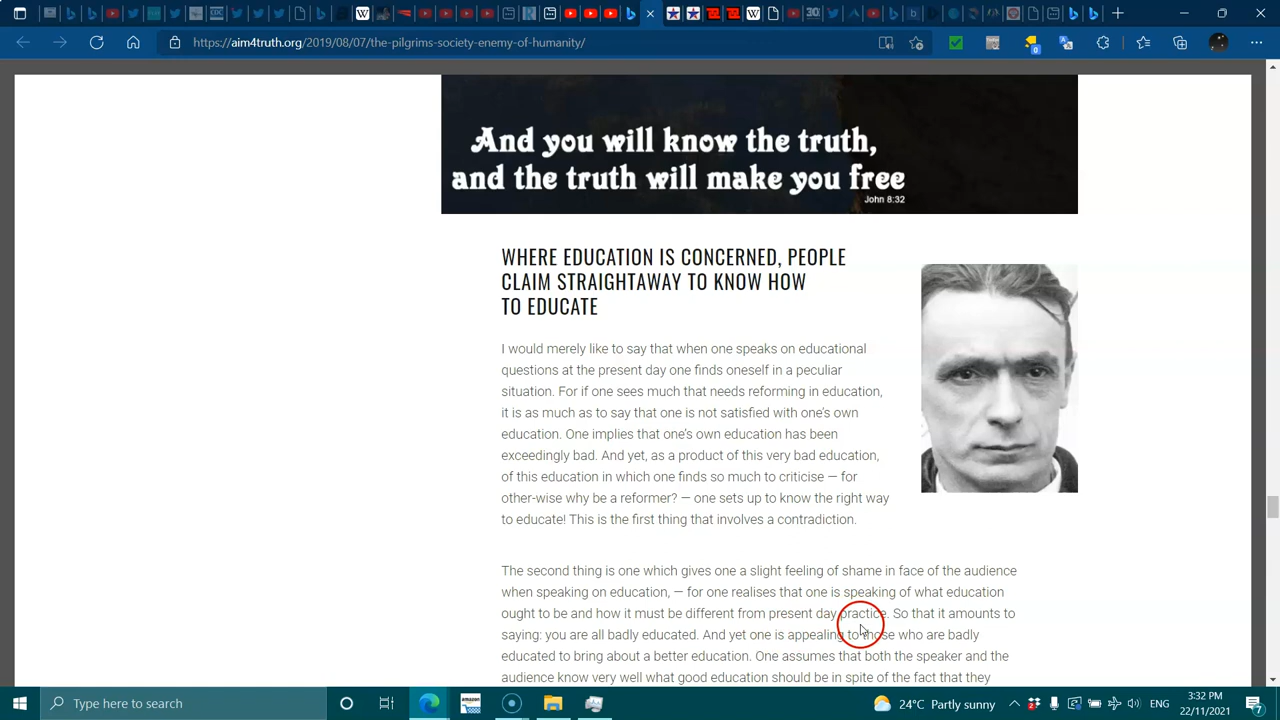 https://aim4truth.org/2019/08/07/the-pilgrims-society-enemy-of-humanity/
And you will know the truth,
and the truth will make you free
John 8:32
WHERE EDUCATION IS CONCERNED, PEOPLE
CLAIM STRAIGHTAWAY TO KNOW HOW
TO EDUCATE
I would merely like to say that when one speaks on educational
questions at the present day one finds oneself in a peculiar
situation. For if one sees much that needs reforming in education,
it is as much as to say that one is not satisfied with one's own
education. One implies that one's own education has been
exceedingly bad. And yet, as a product of this very bad education,
of this education in which one finds so much to criticise — for
other-wise why be a reformer? — one sets up to know the right way
to educate! This is the first thing that involves a contradiction.
The second thing is one which gives one a slight feeling of shame in face of the audience
when speaking on education, — for one realises that one is speaking of what education
ought to be and how it must be different from present day practice. So that it amounts to
saying: you are all badly educated. And yet one is appealing to those who are badly
educated to bring about a better education. One assumes that both the speaker and the
audience know very well what good education should be in spite of the fact that they
Type here to search
amazon
24°C Partly sunny
ENG
3:32 PM
22/11/2021
7